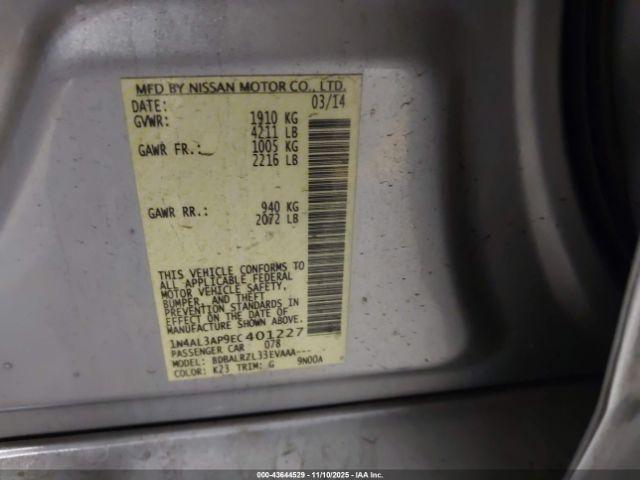 MFD BY NISSAN MOTOR CO., LTD.
DATE: 03/14
GVWR: 1910 KG
4211 LB
GAWR FR.: 1005 KG
2216 LB
GAWR RR.: 940 KG
2072 LB
THIS VEHICLE CONFORMS TO
ALL APPLICABLE FEDERAL
MOTOR VEHICLE SAFETY,
BUMPER, AND THEFT
PREVENTION STANDARDS IN
EFFECT ON THE DATE OF
MANUFACTURE SHOWN ABOVE.
1N4AL3AP9EC401227
PASSENGER CAR 078
MODEL: BDBALRZL33EVAAA---
COLOR: K23 TRIM: G 9N00A
000-43644529 - 11/10/2025 - IAA Inc.